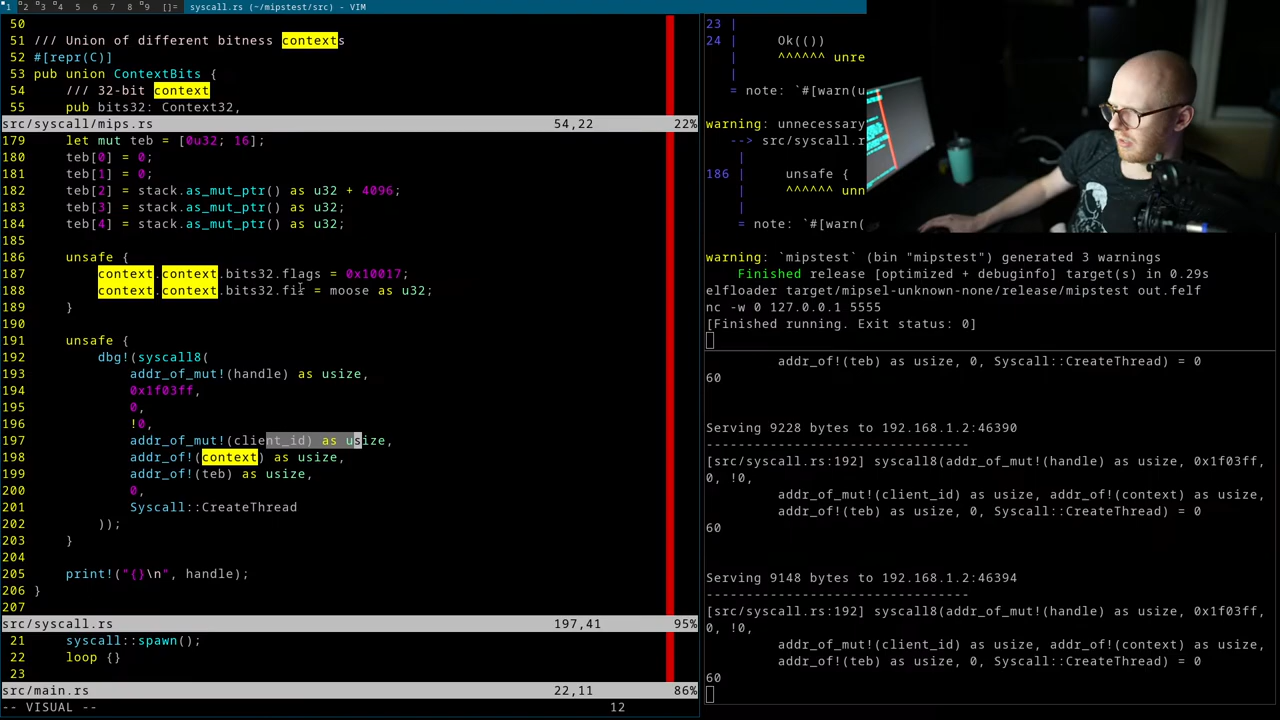 1 2 3 4 5 6 7 8 9 []= syscall.rs (~/mipstest/src) - VIM
50
51 /// Union of different bitness contexts
52 #[repr(C)]
53 pub union ContextBits {
54 /// 32-bit context
55 pub bits32: Context32,
src/syscall/mips.rs 54,22 22%
179 let mut teb = [0u32; 16];
180 teb[0] = 0;
181 teb[1] = 0;
182 teb[2] = stack.as_mut_ptr() as u32 + 4096;
183 teb[3] = stack.as_mut_ptr() as u32;
184 teb[4] = stack.as_mut_ptr() as u32;
185
186 unsafe {
187 context.context.bits32.flags = 0x10017;
188 context.context.bits32.fir = moose as u32;
189 }
190
191 unsafe {
192 dbg!(syscall8(
193 addr_of_mut!(handle) as usize,
194 0x1f03ff,
195 0,
196 !0,
197 addr_of_mut!(client_id) as usize,
198 addr_of!(context) as usize,
199 addr_of!(teb) as usize,
200 0,
201 Syscall::CreateThread
202 ));
203 }
204
205 print!("{}\n", handle);
206 }
207
src/syscall.rs 197,41 95%
21 syscall::spawn();
22 loop {}
23
src/main.rs 22,11 86%
-- VISUAL -- 12
23 |
24 | Ok(())
| ^^^^^^ unre
|
= note: `#[warn(u
warning: unnecessary
--> src/syscall.r
|
186 | unsafe {
| ^^^^^^ unn
|
= note: `#[warn(
warning: `mipstest` (bin "mipstest") generated 3 warnings
Finished release [optimized + debuginfo] target(s) in 0.29s
elfloader target/mipsel-unknown-none/release/mipstest out.felf
nc -w 0 127.0.0.1 5555
[Finished running. Exit status: 0]
addr_of!(teb) as usize, 0, Syscall::CreateThread) = 0
60
Serving 9228 bytes to 192.168.1.2:46390
--------------------------------
[src/syscall.rs:192] syscall8(addr_of_mut!(handle) as usize, 0x1f03ff,
0, !0,
addr_of_mut!(client_id) as usize, addr_of!(context) as usize,
addr_of!(teb) as usize, 0, Syscall::CreateThread) = 0
60
Serving 9148 bytes to 192.168.1.2:46394
--------------------------------
[src/syscall.rs:192] syscall8(addr_of_mut!(handle) as usize, 0x1f03ff,
0, !0,
addr_of_mut!(client_id) as usize, addr_of!(context) as usize,
addr_of!(teb) as usize, 0, Syscall::CreateThread) = 0
60